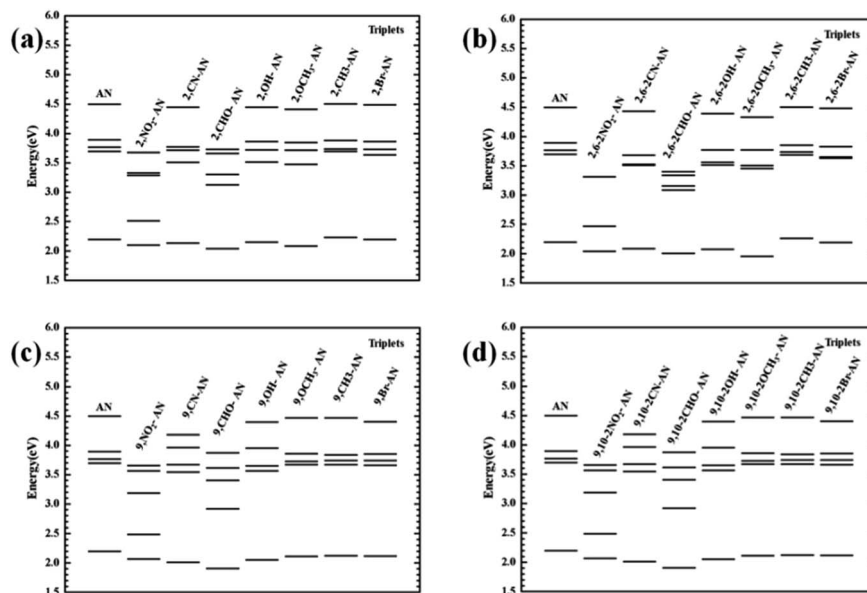 (a)
Triplets
Energy(eV)
6.0
5.5
5.0
4.5
4.0
3.5
3.0
2.5
2.0
1.5
AN
2,NO₂- AN
2,CN-AN
2,CHO- AN
2,OH- AN
2,OCH₃- AN
2,CH3-AN
2,Br-AN
(b)
Triplets
Energy(eV)
6.0
5.5
5.0
4.5
4.0
3.5
3.0
2.5
2.0
1.5
AN
2,6-2NO₂- AN
2,6-2CN-AN
2,6-2CHO- AN
2,6-2OH- AN
2,6-2OCH₃- AN
2,6-2CH3-AN
2,6-2Br-AN
(c)
Triplets
Energy(eV)
6.0
5.5
5.0
4.5
4.0
3.5
3.0
2.5
2.0
1.5
AN
9,NO₂- AN
9,CN-AN
9,CHO- AN
9,OH- AN
9,OCH₃- AN
9,CH3-AN
9,Br-AN
(d)
Triplets
Energy(eV)
6.0
5.5
5.0
4.5
4.0
3.5
3.0
2.5
2.0
1.5
AN
9,10-2NO₂- AN
9,10-2CN-AN
9,10-2CHO- AN
9,10-2OH- AN
9,10-2OCH₃- AN
9,10-2CH3-AN
9,10-2Br-AN